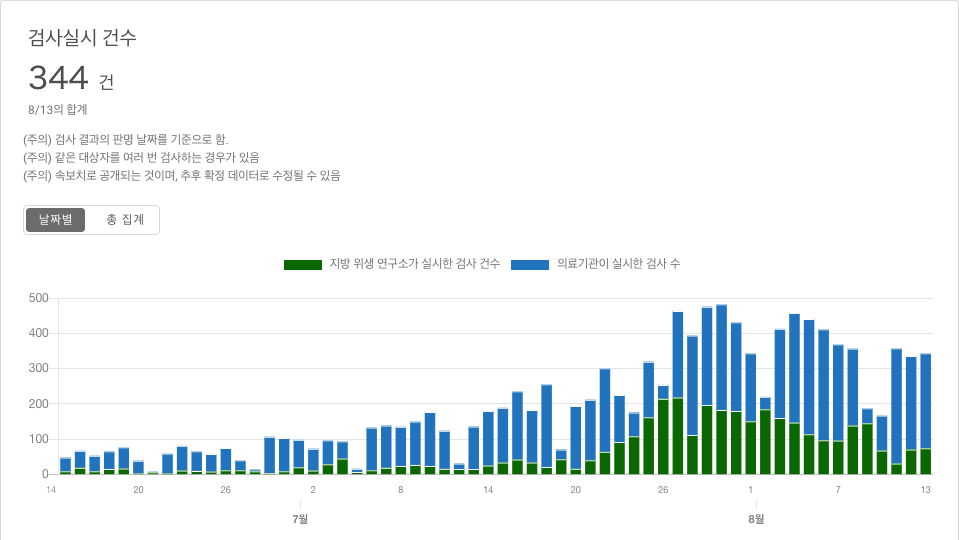 검사실시 건수
344 건
8/13의 합계
(주의) 검사 결과의 판명 날짜를 기준으로 함.
(주의) 같은 대상자를 여러 번 검사하는 경우가 있음
(주의) 속보치로 공개되는 것이며, 추후 확정 데이터로 수정될 수 있음
날짜별 총 집계
지방 위생 연구소가 실시한 검사 건수 의료기관이 실시한 검사 수
500
400
300
200
100
0
14 20 26 2 8 14 20 26 1 7 13
7월 8월